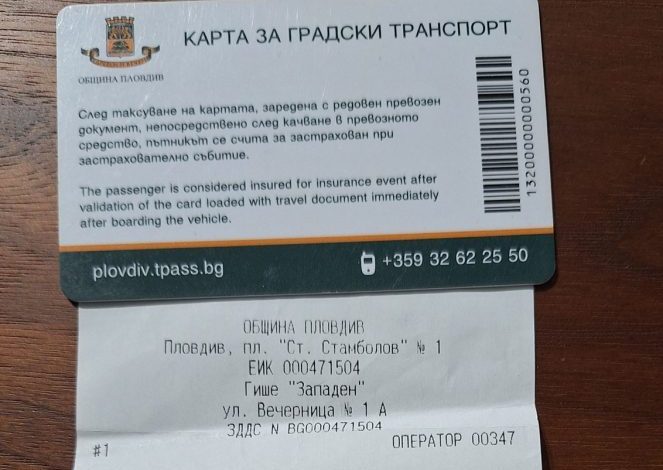 КАРТА ЗА ГРАДСКИ ТРАНСПОРТ
ОБЩИНА ПЛОВДИВ
След таксуване на картата, заредена с редовен превозен
документ, непосредствено след качване в превозното
средство, пътникът се счита за застрахован при
застрахователно събитие.
The passenger is considered insured for insurance event after
validation of the card loaded with travel document immediately
after boarding the vehicle.
1320000000000560
plovdiv.tpass.bg
+359 32 62 25 50
ОБЩИНА ПЛОВДИВ
Пловдив, пл. "Ст. Стамболов" № 1
ЕИК 000471504
Гише "Западен"
ул. Вечерница № 1 А
ЗДДС N BG000471504
#1 ОПЕРАТОР 00347